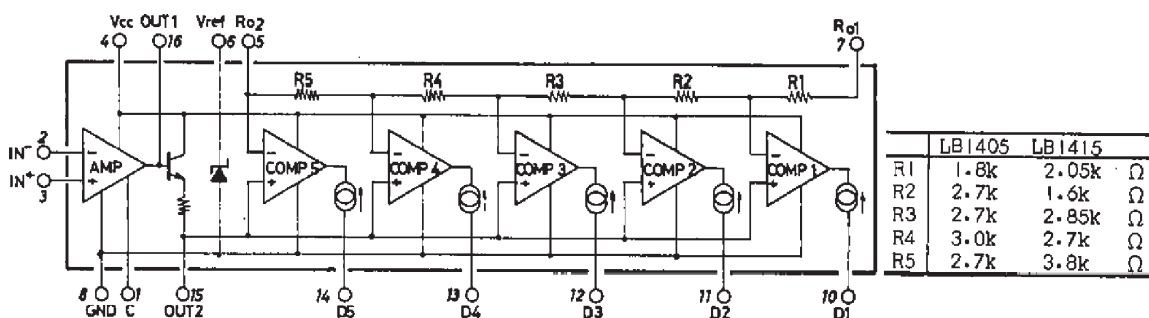 Vcc OUT1 Vref Ro2 Ro1
4 16 6 5 7
R5 R4 R3 R2 R1
IN⁻ 2
IN⁺ 3
AMP
− +
COMP 5 COMP 4 COMP 3 COMP 2 COMP 1
8 1 15 14 13 12 11 10
GND C OUT2 D5 D4 D3 D2 D1
LB1405 LB1415
R1 1.8k 2.05k Ω
R2 2.7k 1.6k Ω
R3 2.7k 2.85k Ω
R4 3.0k 2.7k Ω
R5 2.7k 3.8k Ω